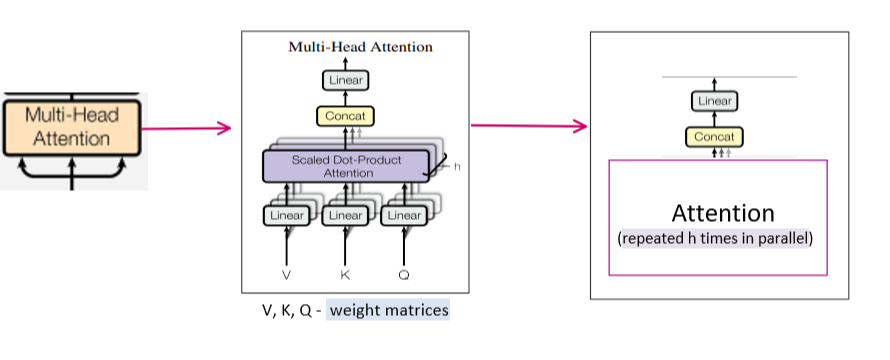 Multi-Head
Attention
Multi-Head Attention
Linear
Concat
Scaled Dot-Product
Attention
h
Linear Linear Linear
V K Q
V, K, Q - weight matrices
Linear
Concat
Attention
(repeated h times in parallel)